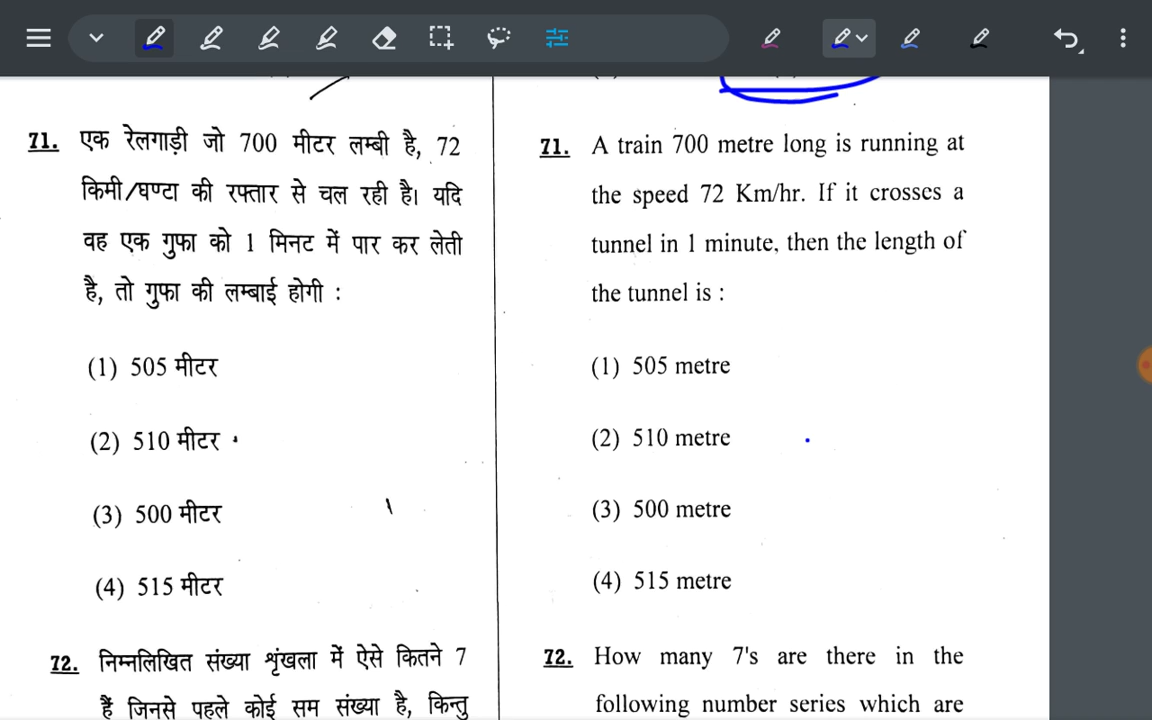 71. एक रेलगाड़ी जो 700 मीटर लम्बी है, 72
किमी/घण्टा की रफ्तार से चल रही है। यदि
वह एक गुफा को 1 मिनट में पार कर लेती
है, तो गुफा की लम्बाई होगी :
(1) 505 मीटर
(2) 510 मीटर
(3) 500 मीटर
(4) 515 मीटर
72. निम्नलिखित संख्या शृंखला में ऐसे कितने 7
हैं जिनसे पहले कोई सम संख्या है, किन्तु
71. A train 700 metre long is running at
the speed 72 Km/hr. If it crosses a
tunnel in 1 minute, then the length of
the tunnel is :
(1) 505 metre
(2) 510 metre
(3) 500 metre
(4) 515 metre
72. How many 7's are there in the
following number series which are